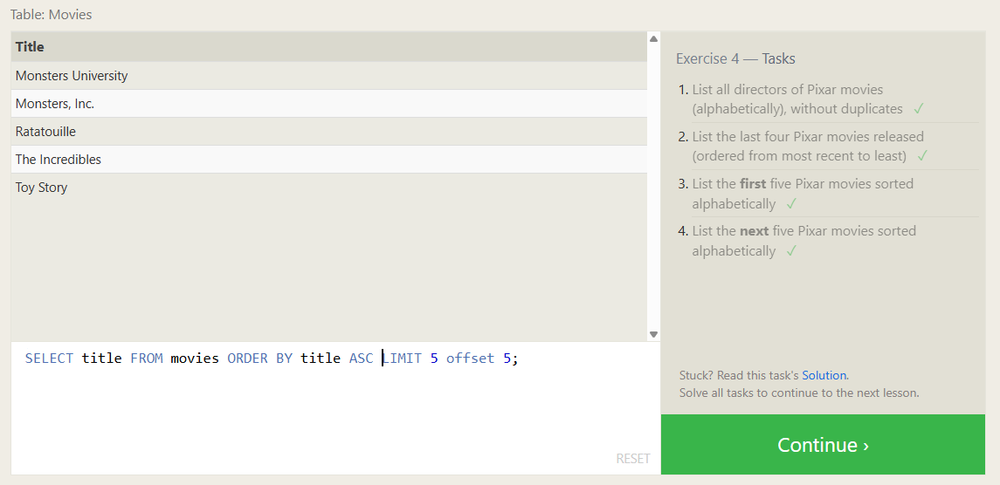 Table: Movies
Title
Monsters University
Monsters, Inc.
Ratatouille
The Incredibles
Toy Story
SELECT title FROM movies ORDER BY title ASC LIMIT 5 offset 5;
RESET
Exercise 4 — Tasks
1. List all directors of Pixar movies
(alphabetically), without duplicates ✓
2. List the last four Pixar movies released
(ordered from most recent to least) ✓
3. List the first five Pixar movies sorted
alphabetically ✓
4. List the next five Pixar movies sorted
alphabetically ✓
Stuck? Read this task's Solution.
Solve all tasks to continue to the next lesson.
Continue ›